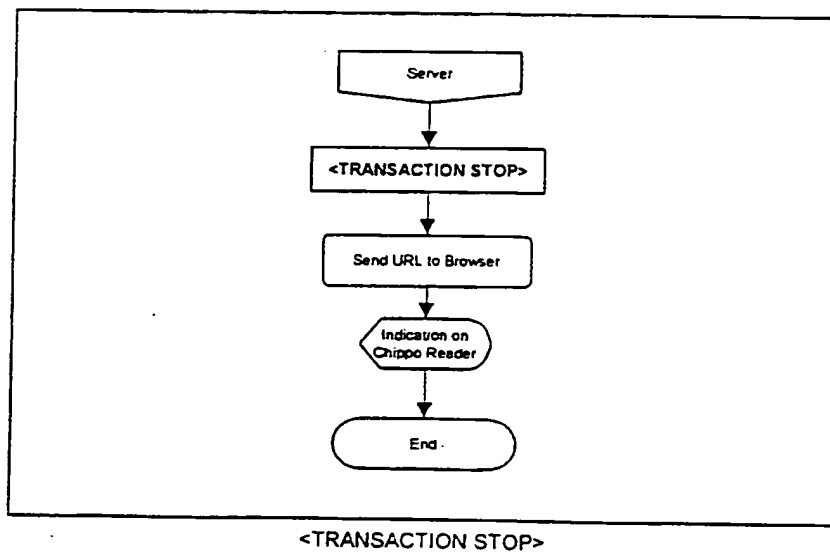 Server
<TRANSACTION STOP>
Send URL to Browser
Indication on
Chippo Reader
End
<TRANSACTION STOP>